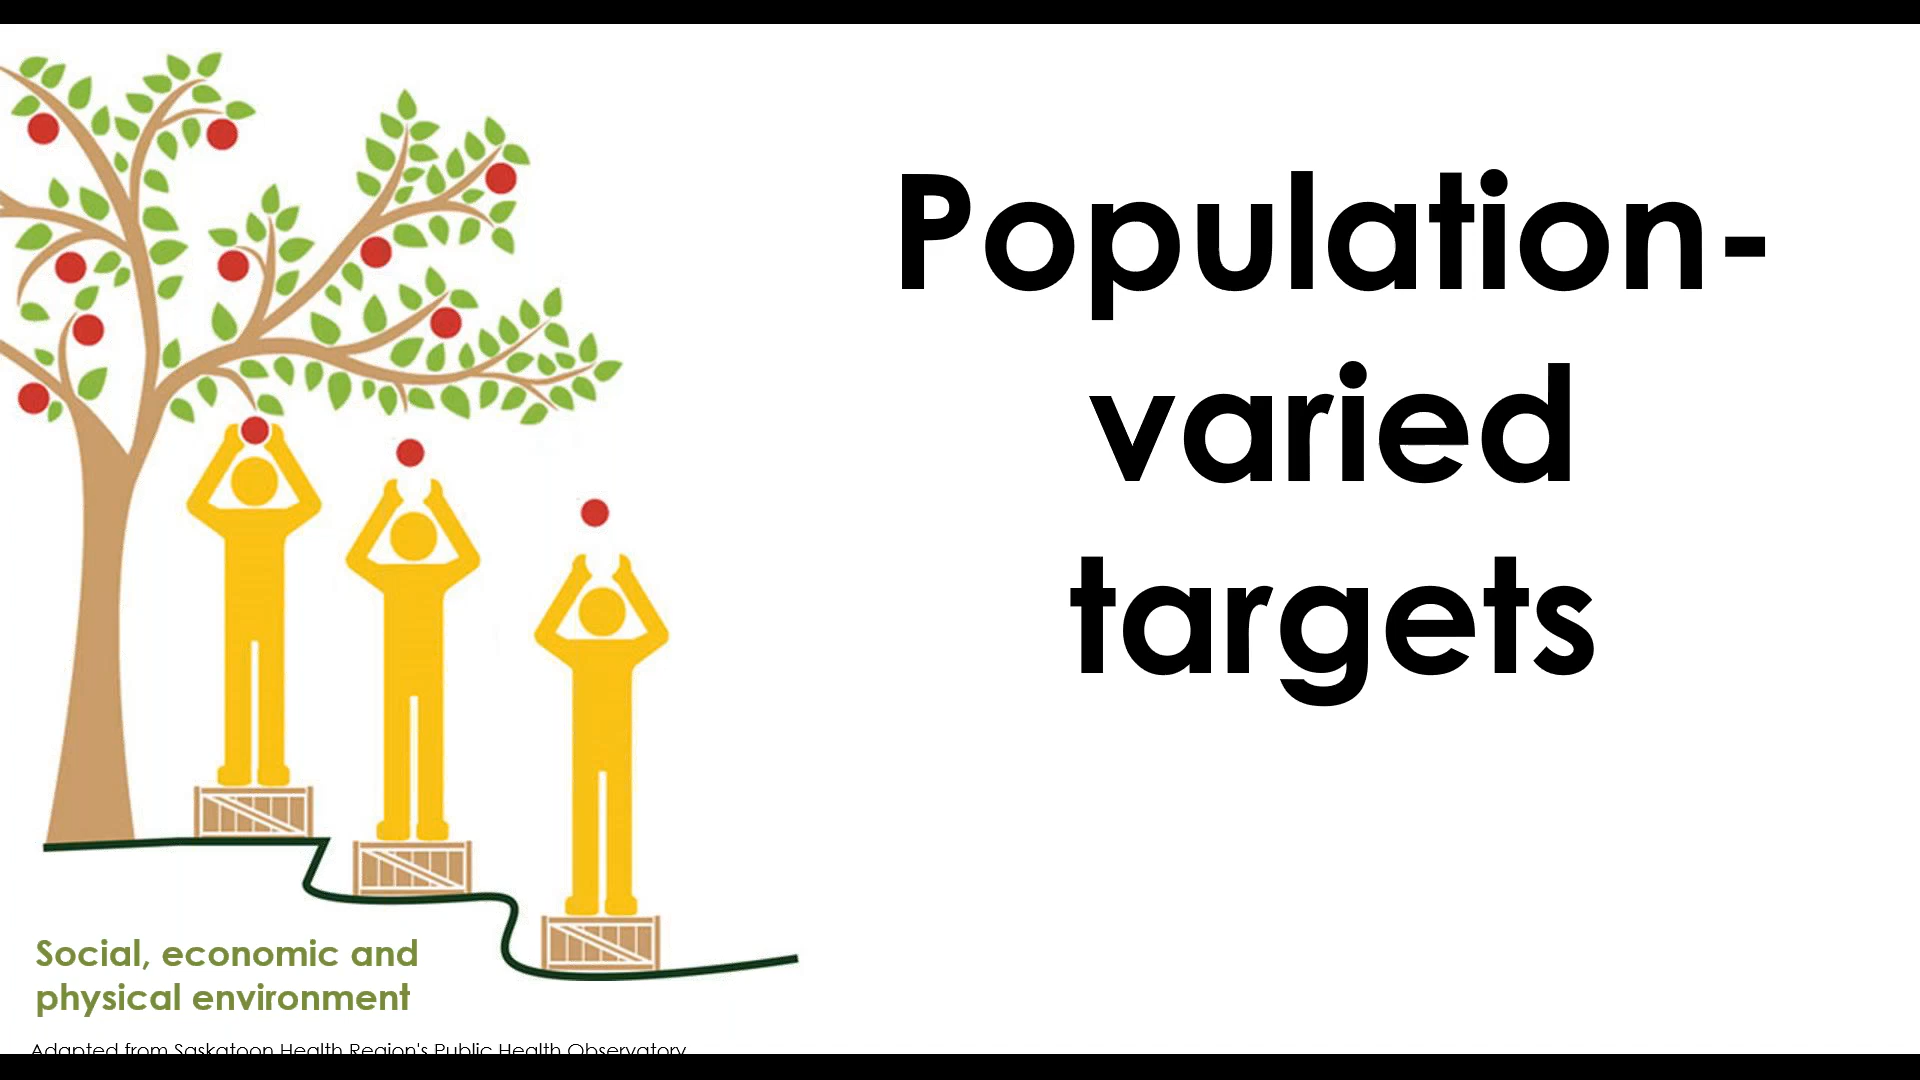 Population-
varied
targets
Social, economic and
physical environment
Adapted from Saskatoon Health Region's Public Health Observatory